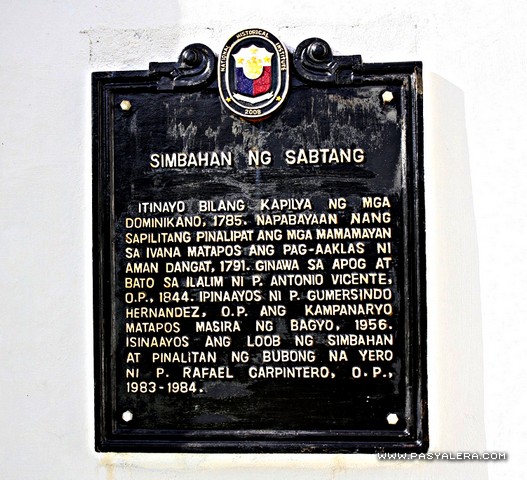 NATIONAL HISTORICAL INSTITUTE
2008
SIMBAHAN NG SABTANG
ITINAYO BILANG KAPILYA NG MGA
DOMINIKANO, 1785. NAPABAYAAN NANG
SAPILITANG PINALIPAT ANG MGA MAMAMAYAN
SA IVANA MATAPOS ANG PAG-AAKLAS NI
AMAN DANGAT, 1791. GINAWA SA APOG AT
BATO SA ILALIM NI P. ANTONIO VICENTE,
O.P., 1844. IPINAAYOS NI P. GUMERSINDO
HERNANDEZ, O.P. ANG KAMPANARYO
MATAPOS MASIRA NG BAGYO, 1956.
ISINAAYOS ANG LOOB NG SIMBAHAN
AT PINALITAN NG BUBONG NA YERO
NI P. RAFAEL CARPINTERO, O.P.,
1983-1984.
WWW.PASYALERA.COM